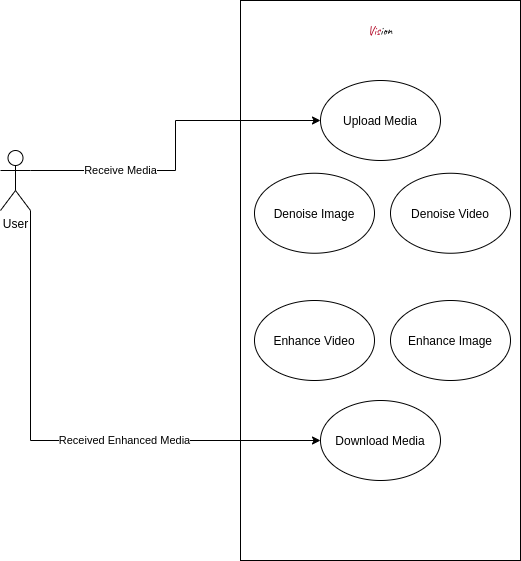 Vision
Upload Media
Receive Media
Denoise Image
Denoise Video
User
Enhance Video
Enhance Image
Received Enhanced Media
Download Media